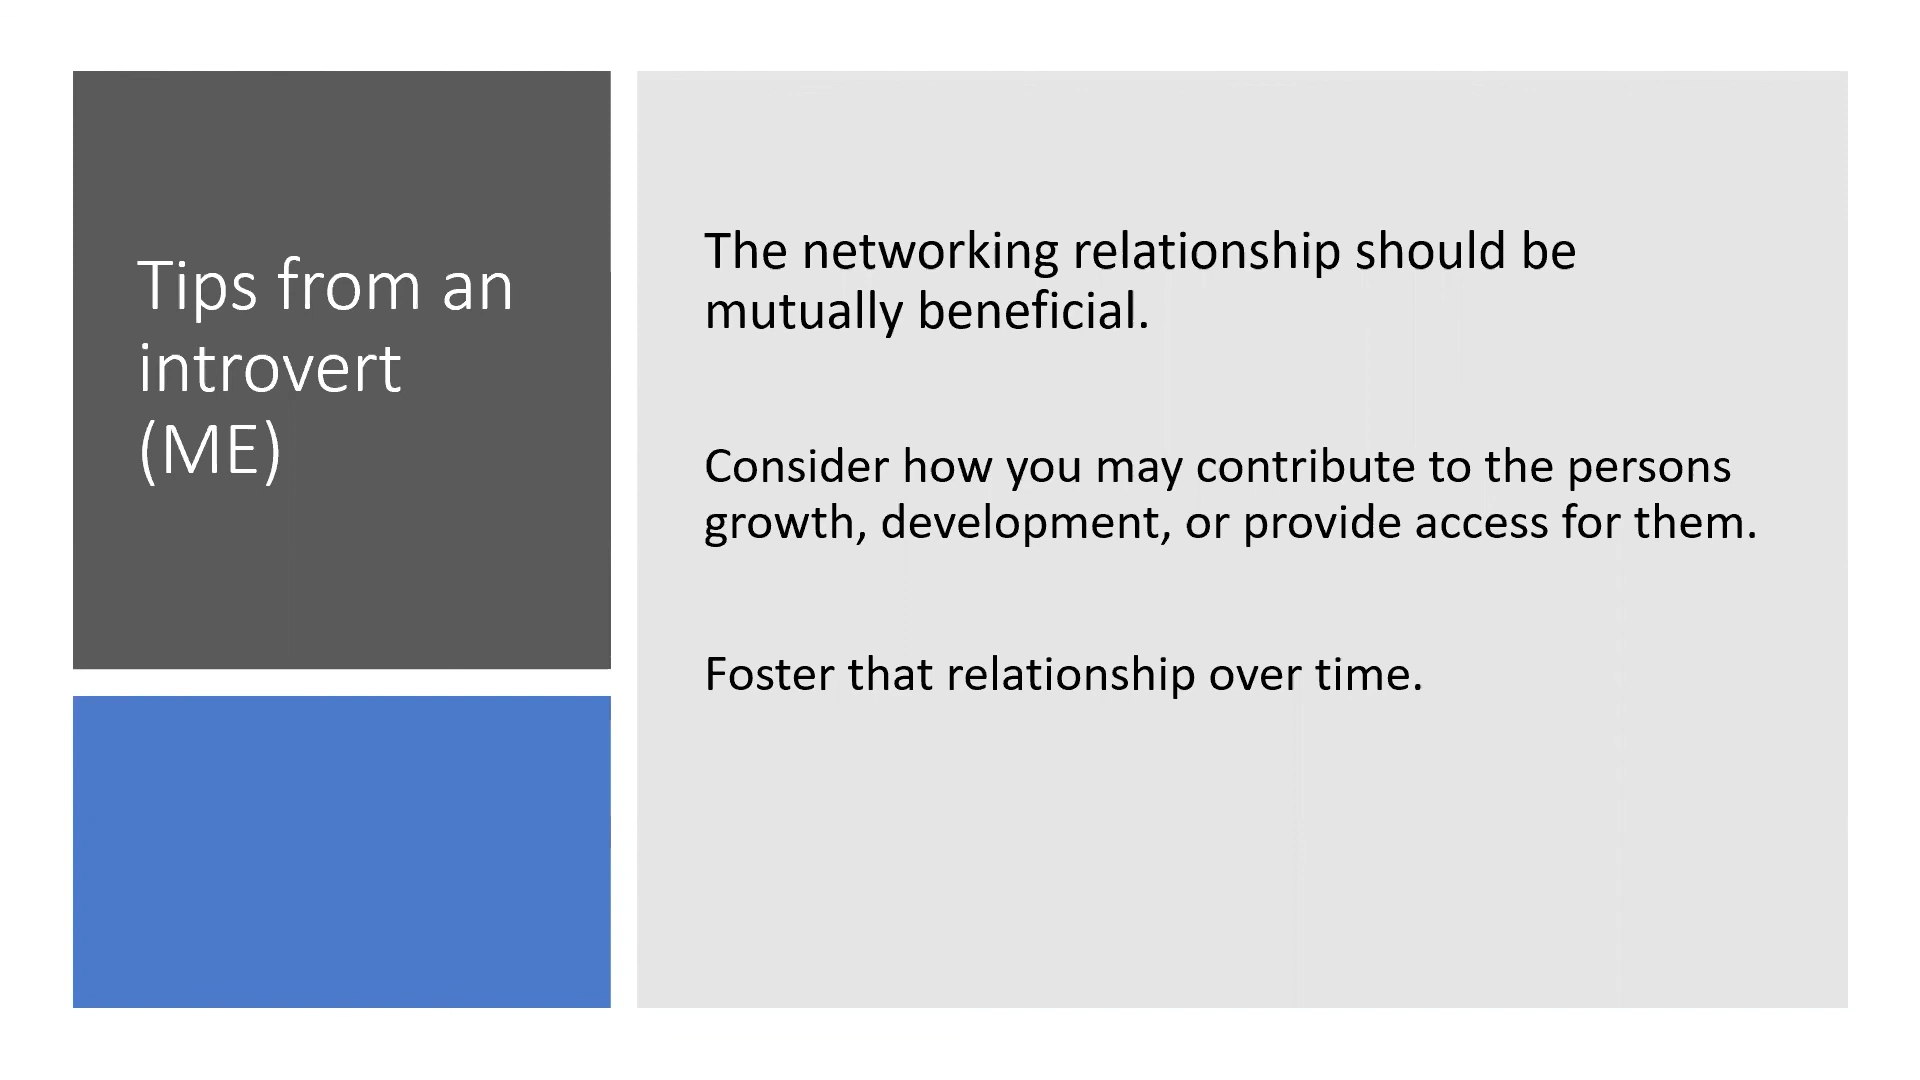 Tips from an
introvert
(ME)
The networking relationship should be
mutually beneficial.
Consider how you may contribute to the persons
growth, development, or provide access for them.
Foster that relationship over time.